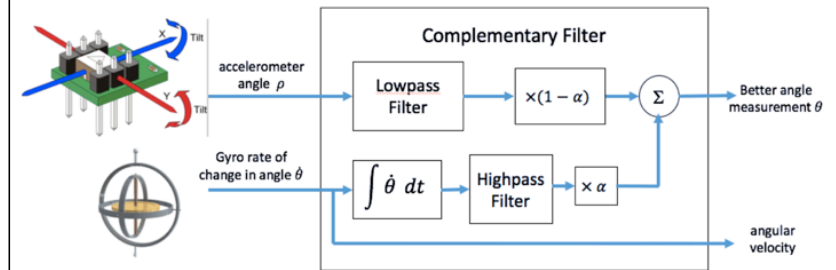 Complementary Filter
X
Tilt
Y
Tilt
accelerometer
angle ρ
Lowpass
Filter
×(1 − α)
Σ
Better angle
measurement θ
Gyro rate of
change in angle θ̇
∫ θ̇ dt
Highpass
Filter
× α
angular
velocity